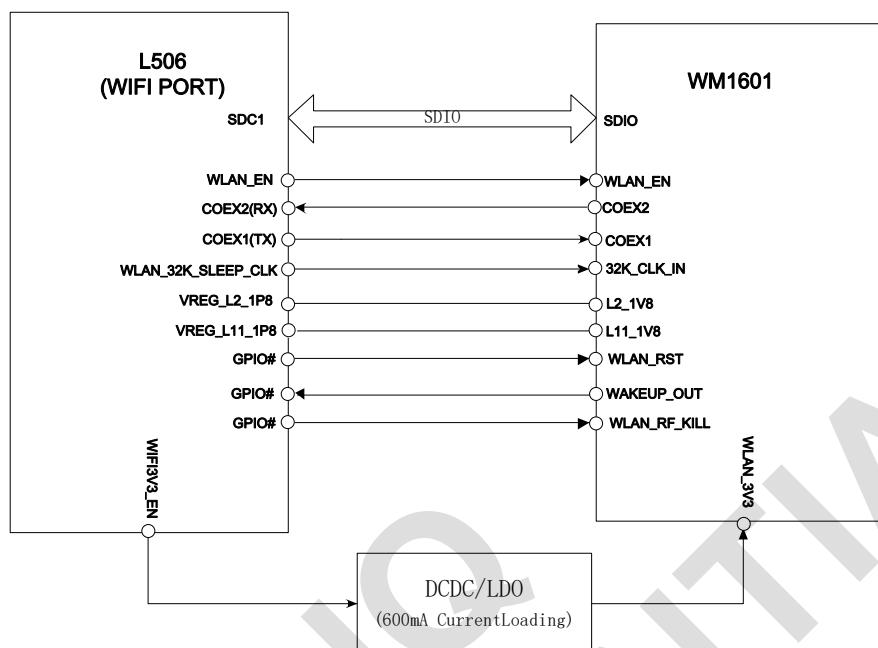 L506
(WIFI PORT)
WM1601
SDC1
SDIO
SDIO
WLAN_EN
WLAN_EN
COEX2(RX)
COEX2
COEX1(TX)
COEX1
WLAN_32K_SLEEP_CLK
32K_CLK_IN
VREG_L2_1P8
L2_1V8
VREG_L11_1P8
L11_1V8
GPIO#
WLAN_RST
GPIO#
WAKEUP_OUT
GPIO#
WLAN_RF_KILL
WIFI3V3_EN
WLAN_3V3
DCDC/LDO
(600mA CurrentLoading)